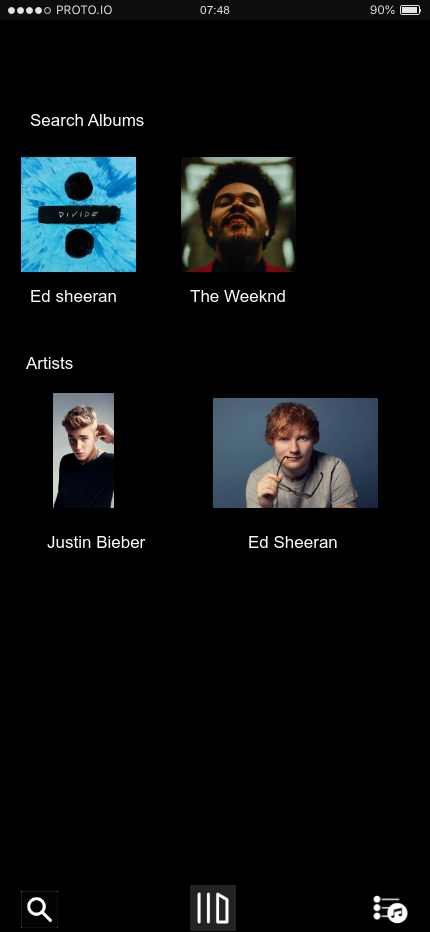 PROTO.IO 07:48 90%
Search Albums
DIVIDE
Ed sheeran The Weeknd
Artists
Justin Bieber Ed Sheeran